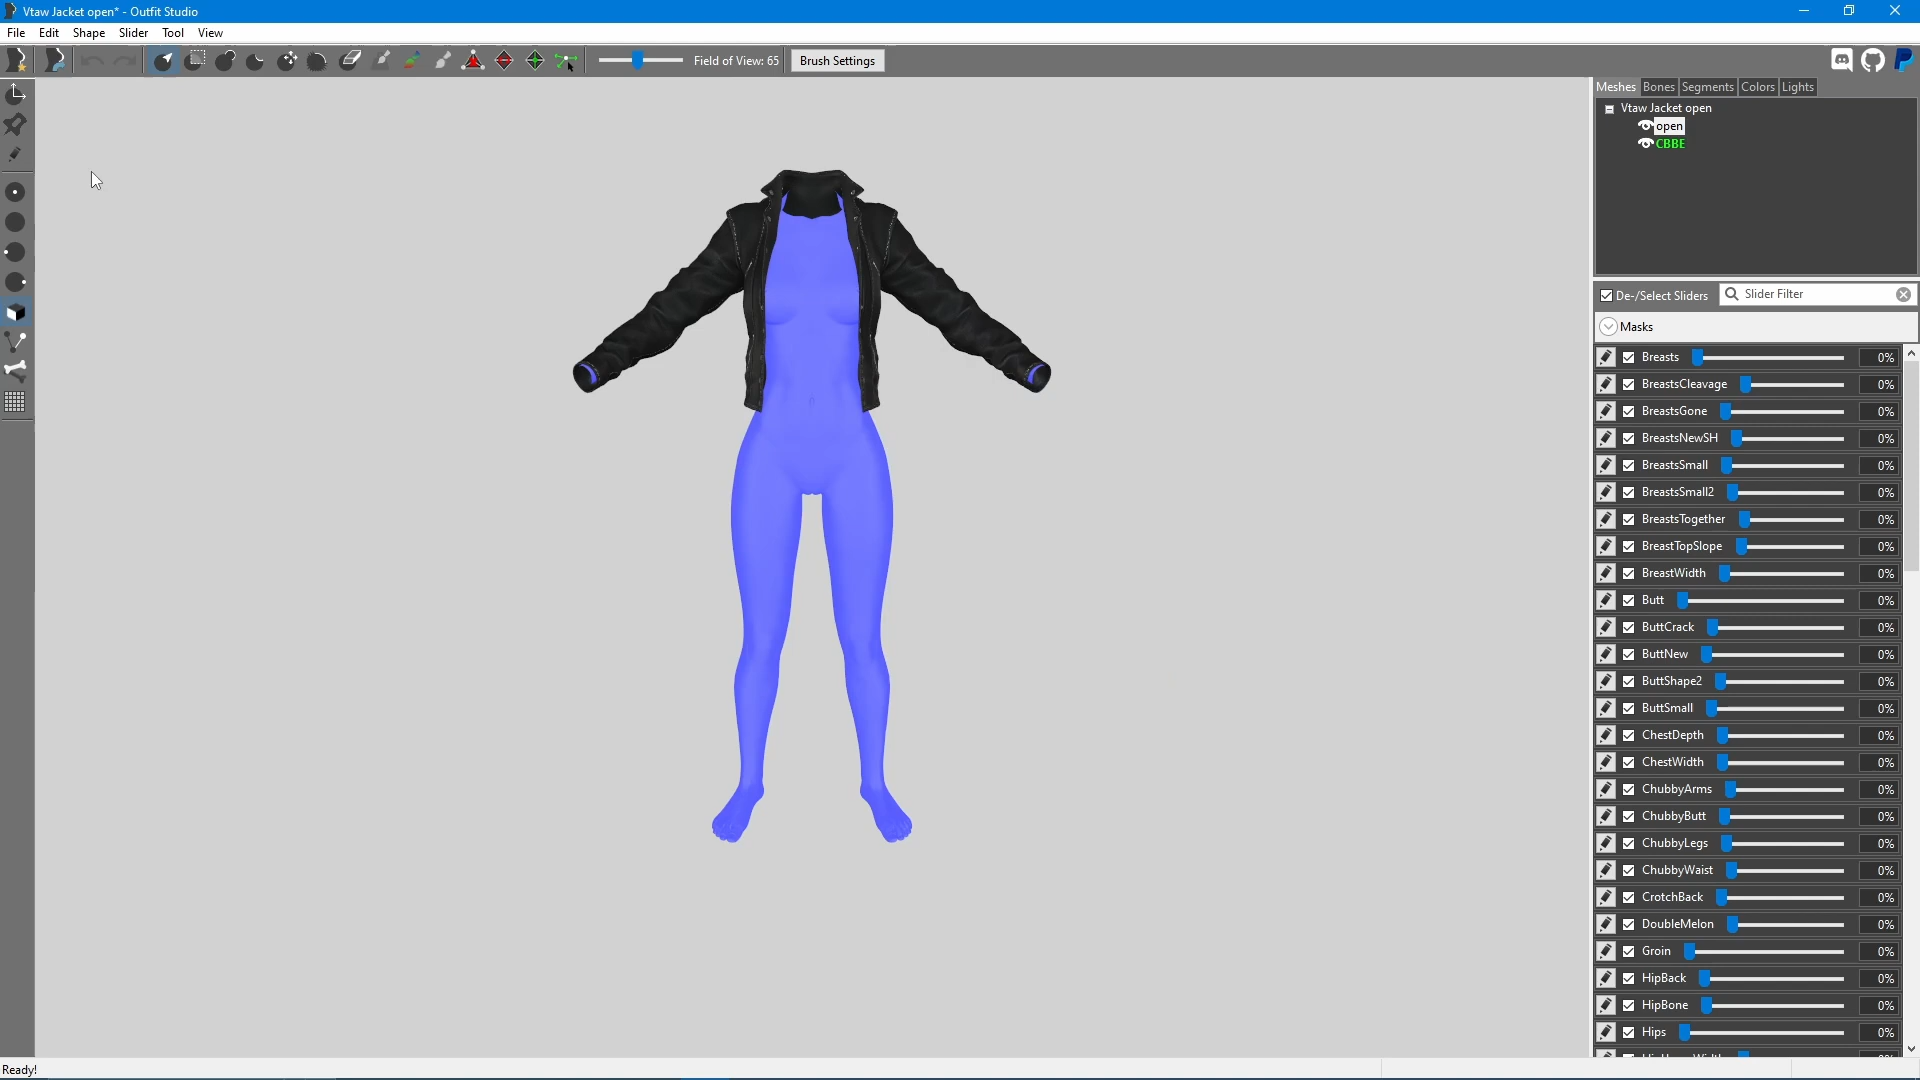 Vtaw Jacket open* - Outfit Studio
File Edit Shape Slider Tool View
Field of View: 65 Brush Settings
Meshes Bones Segments Colors Lights
Vtaw Jacket open
open
CBBE
De-/Select Sliders Slider Filter
Masks
Breasts 0%
BreastsCleavage 0%
BreastsGone 0%
BreastsNewSH 0%
BreastsSmall 0%
BreastsSmall2 0%
BreastsTogether 0%
BreastTopSlope 0%
BreastWidth 0%
Butt 0%
ButtCrack 0%
ButtNew 0%
ButtShape2 0%
ButtSmall 0%
ChestDepth 0%
ChestWidth 0%
ChubbyArms 0%
ChubbyButt 0%
ChubbyLegs 0%
ChubbyWaist 0%
CrotchBack 0%
DoubleMelon 0%
Groin 0%
HipBack 0%
HipBone 0%
Hips 0%
Ready!